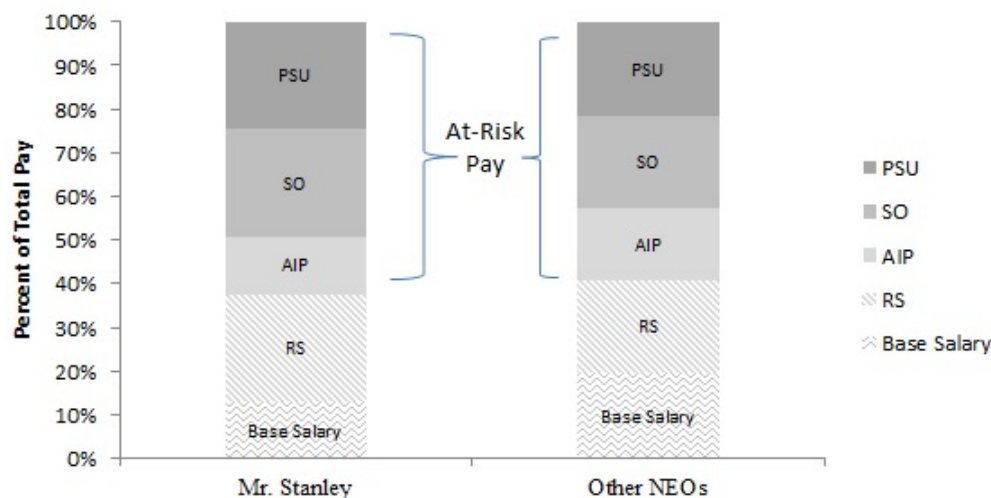 100%
90%
80%
70%
60%
50%
40%
30%
20%
10%
0%
Percent of Total Pay
PSU
SO
AIP
RS
Base Salary
At-Risk
Pay
PSU
SO
AIP
RS
Base Salary
Mr. Stanley
Other NEOs
PSU
SO
AIP
RS
Base Salary